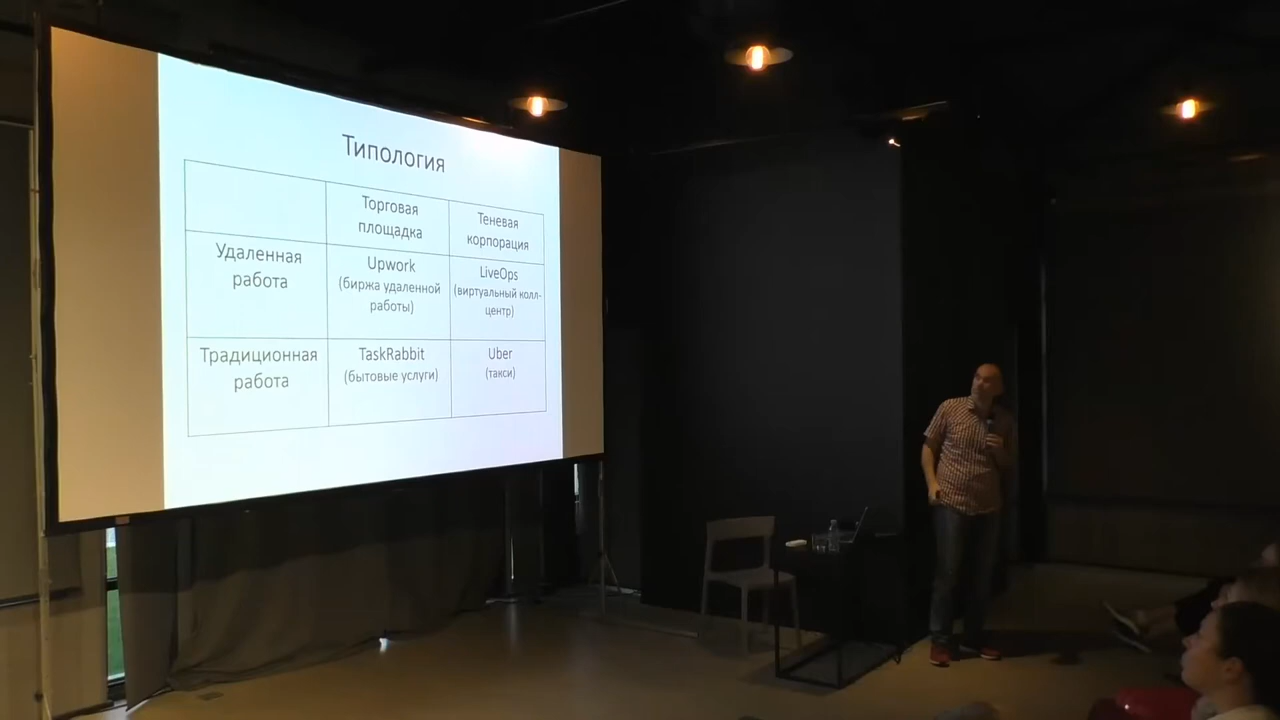 Типология
Торговая
площадка
Теневая
корпорация
Удаленная
работа
Upwork
(биржа удаленной
работы)
LiveOps
(виртуальный колл-
центр)
Традиционная
работа
TaskRabbit
(бытовые услуги)
Uber
(такси)